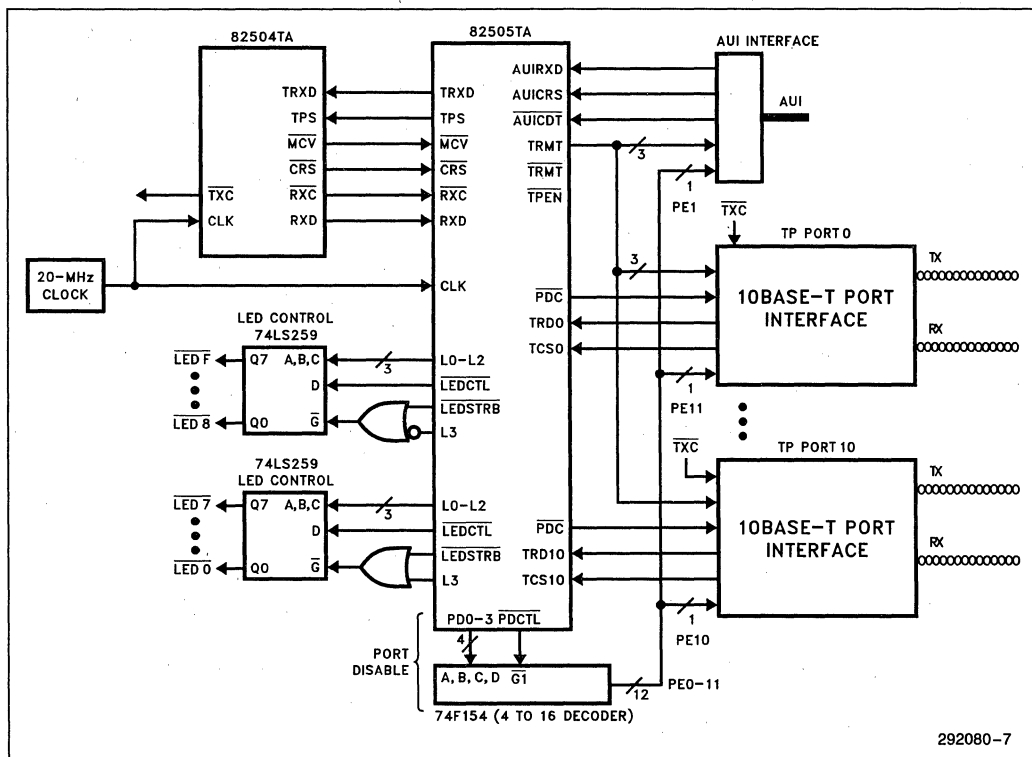 82504TA
TRXD
TPS
MCV
CRS
TXC
RXC
CLK
RXD
20-MHz
CLOCK
82505TA
TRXD
TPS
MCV
CRS
RXC
RXD
CLK
L0-L2
LEDCTL
LEDSTRB
L3
L0-L2
LEDCTL
LEDSTRB
L3
PD0-3 PDCTL
AUIRXD
AUICRS
AUICDT
TRMT
TRMT
TPEN
PDC
TRD0
TCS0
PDC
TRD10
TCS10
AUI INTERFACE
AUI
3
1
PE1
TXC
TP PORT 0
3
10BASE-T PORT
INTERFACE
TX
RX
1
PE11
TXC
TP PORT 10
10BASE-T PORT
INTERFACE
TX
RX
1
PE10
LED CONTROL
74LS259
LED F
Q7 A,B,C
3
D
LED 8
Q0 G
74LS259
LED CONTROL
LED 7
Q7 A,B,C
3
D
LED 0
Q0 G
PORT
DISABLE
4
A, B, C, D G1
12
PE0-11
74F154 (4 TO 16 DECODER)
292080-7